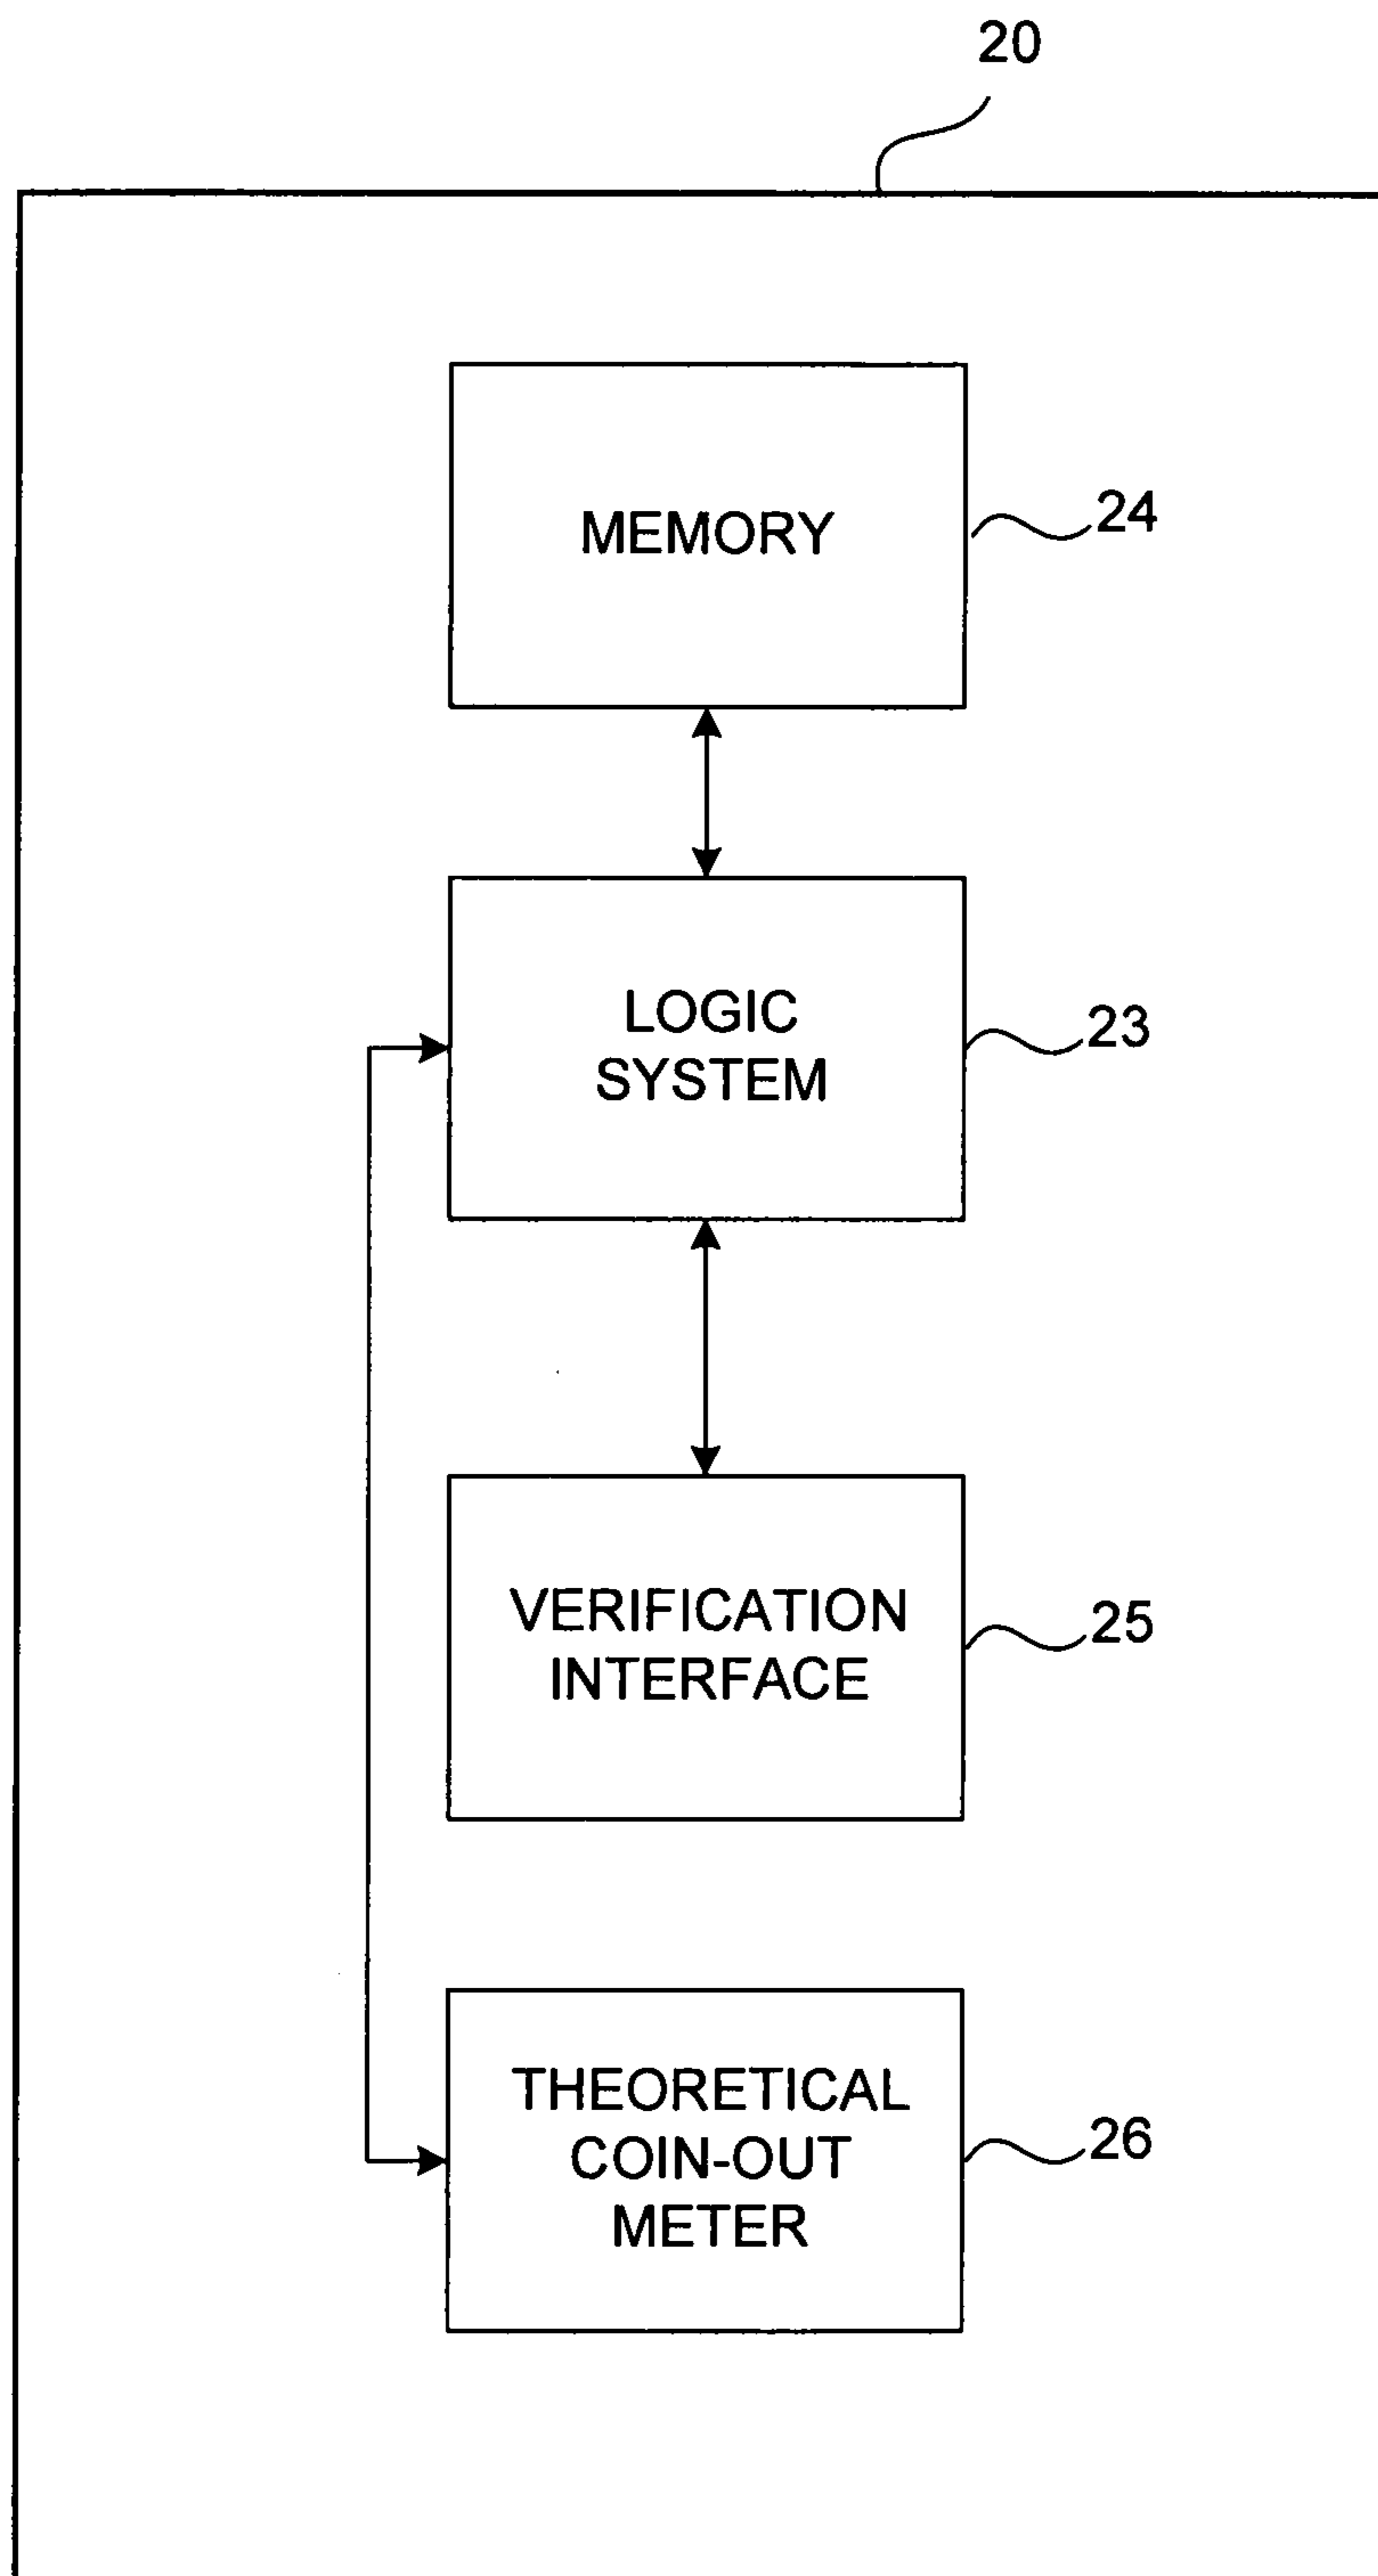 20
MEMORY
24
LOGIC
SYSTEM
23
VERIFICATION
INTERFACE
25
THEORETICAL
COIN-OUT
METER
26